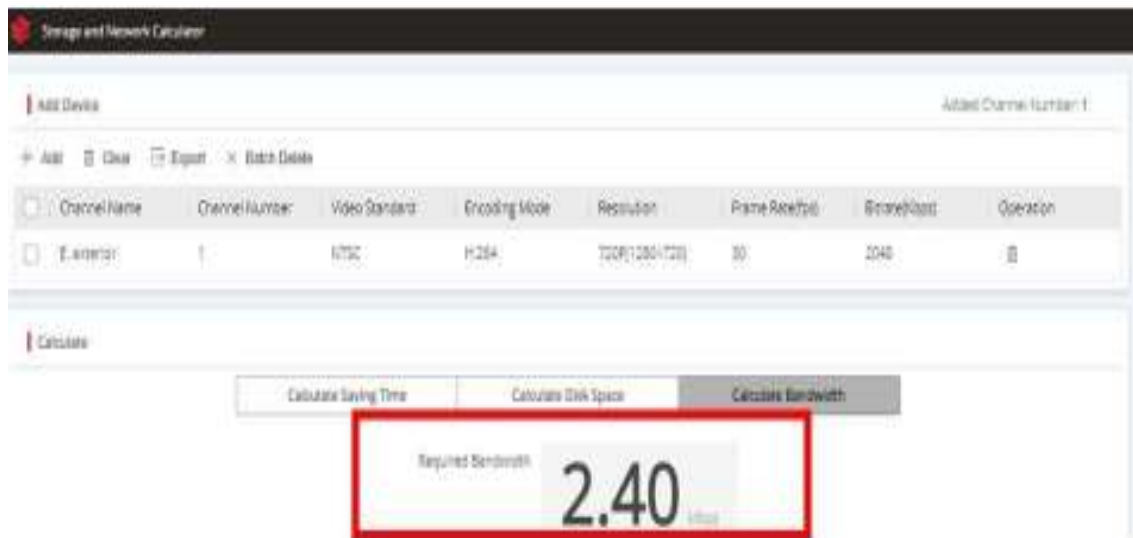 Storage and Network Calculator
Add Device
Added Channel Number: 1
Add Clear Export Batch Delete
Channel Name Channel Number Video Standard Encoding Mode Resolution Frame Rate(fps) Bitrate(Kbps) Operation
E.exterior 1 NTSC H.264 720P(1280*720) 30 2048
Calculate
Calculate Saving Time Calculate Disk Space Calculate Bandwidth
Required Bandwidth 2.40 Mbps